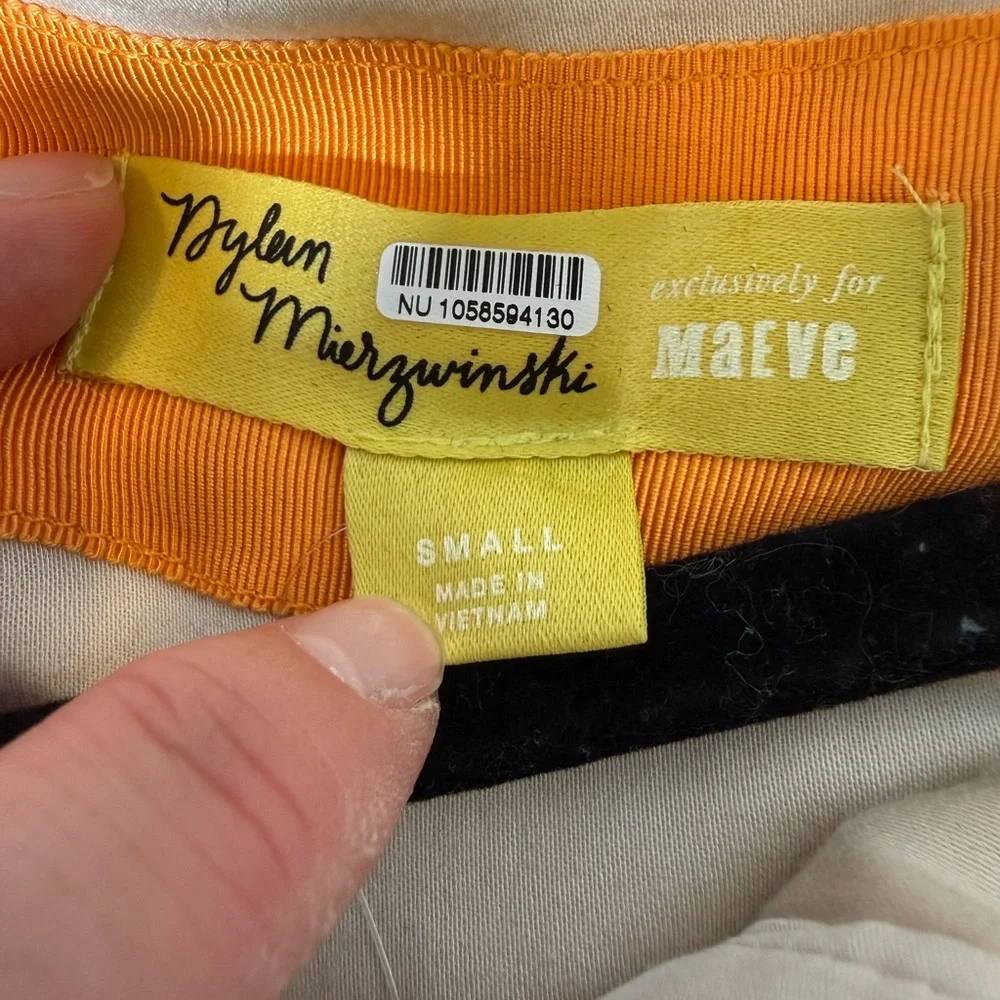 Dylan
Mierzwinski
NU 1058594130
exclusively for
MaEVe
SMALL
MADE IN
VIETNAM